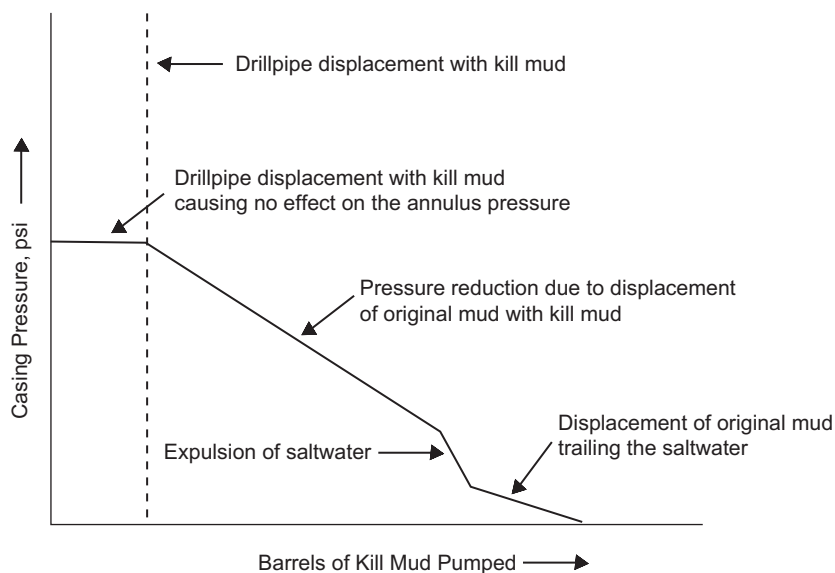 Drillpipe displacement with kill mud
Drillpipe displacement with kill mud
causing no effect on the annulus pressure
Pressure reduction due to displacement
of original mud with kill mud
Displacement of original mud
trailing the saltwater
Expulsion of saltwater
Casing Pressure, psi
Barrels of Kill Mud Pumped